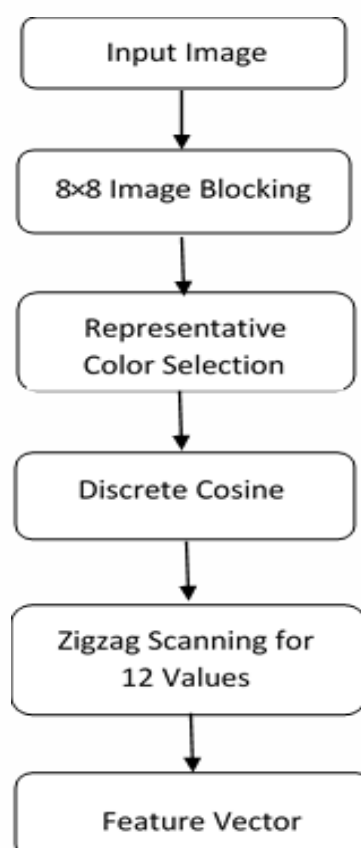 Input Image
8×8 Image Blocking
Representative
Color Selection
Discrete Cosine
Zigzag Scanning for
12 Values
Feature Vector